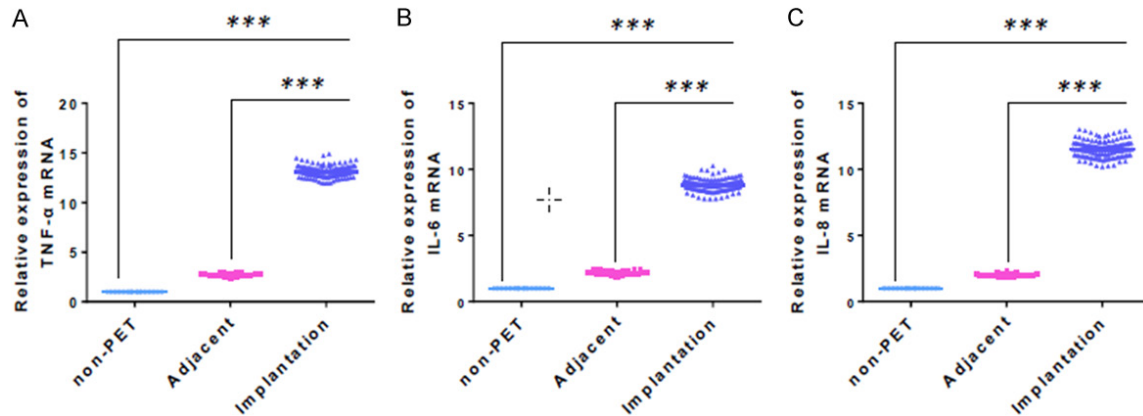 A
***
***
Relative expression of
TNF-α mRNA
20
15
10
5
0
non-PET
Adjacent
Implantation
B
***
***
Relative expression of
IL-6 mRNA
15
10
5
0
non-PET
Adjacent
Implantation
C
***
***
Relative expression of
IL-8 mRNA
15
10
5
0
non-PET
Adjacent
Implantation